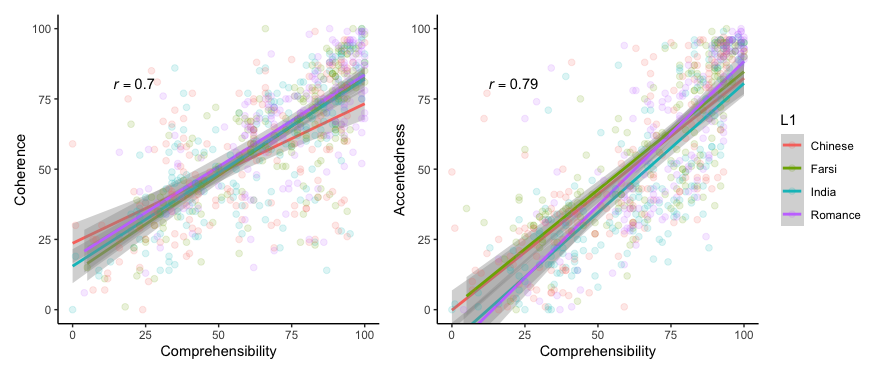 100
75
50
25
0
Coherence
r = 0.7
0
25
50
75
100
Comprehensibility
100
75
50
25
0
Accentedness
r = 0.79
0
25
50
75
100
Comprehensibility
L1
Chinese
Farsi
India
Romance